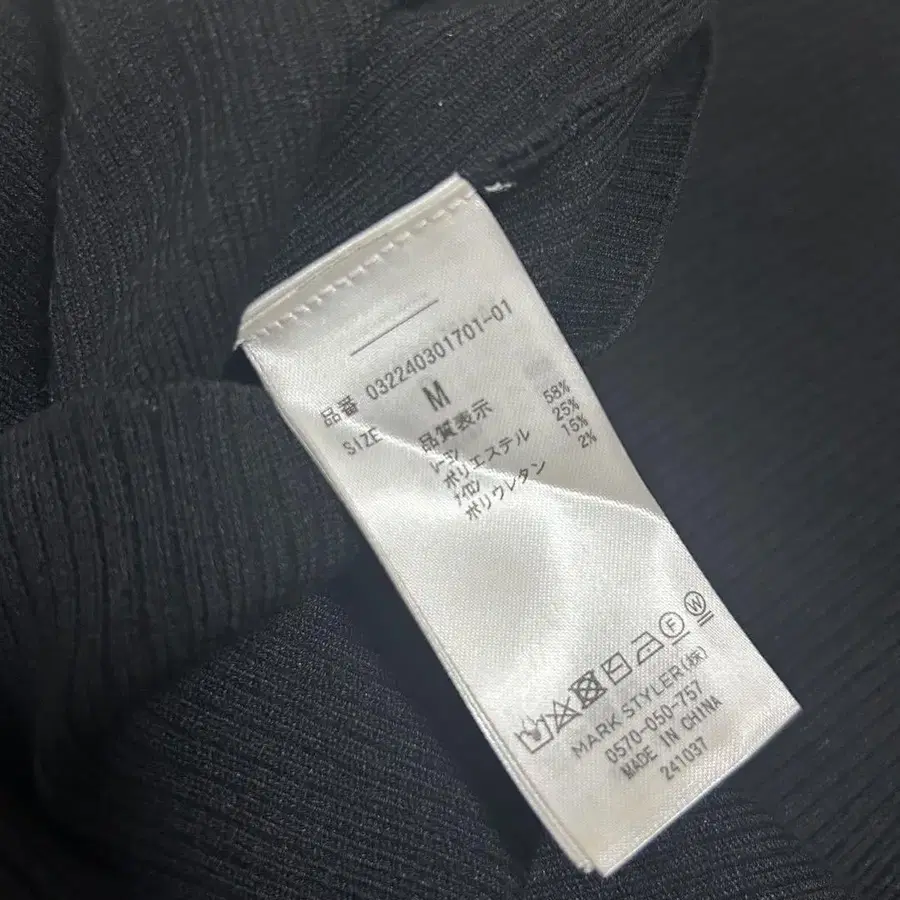 品番 032240301701-01
SIZE M
品質表示
レーヨン 58%
ポリエステル 25%
ナイロン 15%
ポリウレタン 2%
F W
MARK STYLER(株)
0570-050-757
MADE IN CHINA
241037